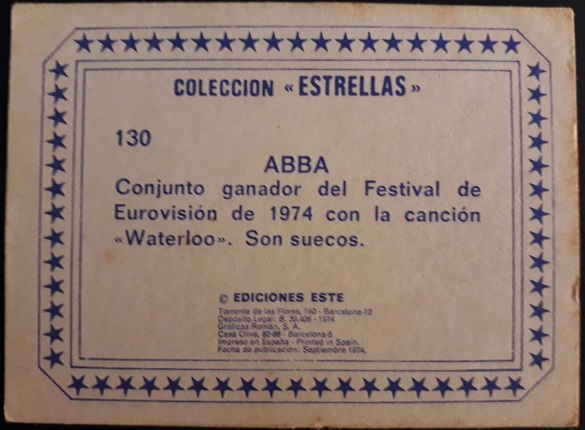 COLECCION «ESTRELLAS»
130
ABBA
Conjunto ganador del Festival de
Eurovisión de 1974 con la canción
«Waterloo». Son suecos.
© EDICIONES ESTE
Torrente de las Flores, 160 - Barcelona-12
Depósito Legal: B. 39.406 - 1974
Gráficas Román, S. A.
Casa Oliva, 82-88 - Barcelona-5
Impreso en España - Printed in Spain.
Fecha de publicación: Septiembre 1974.